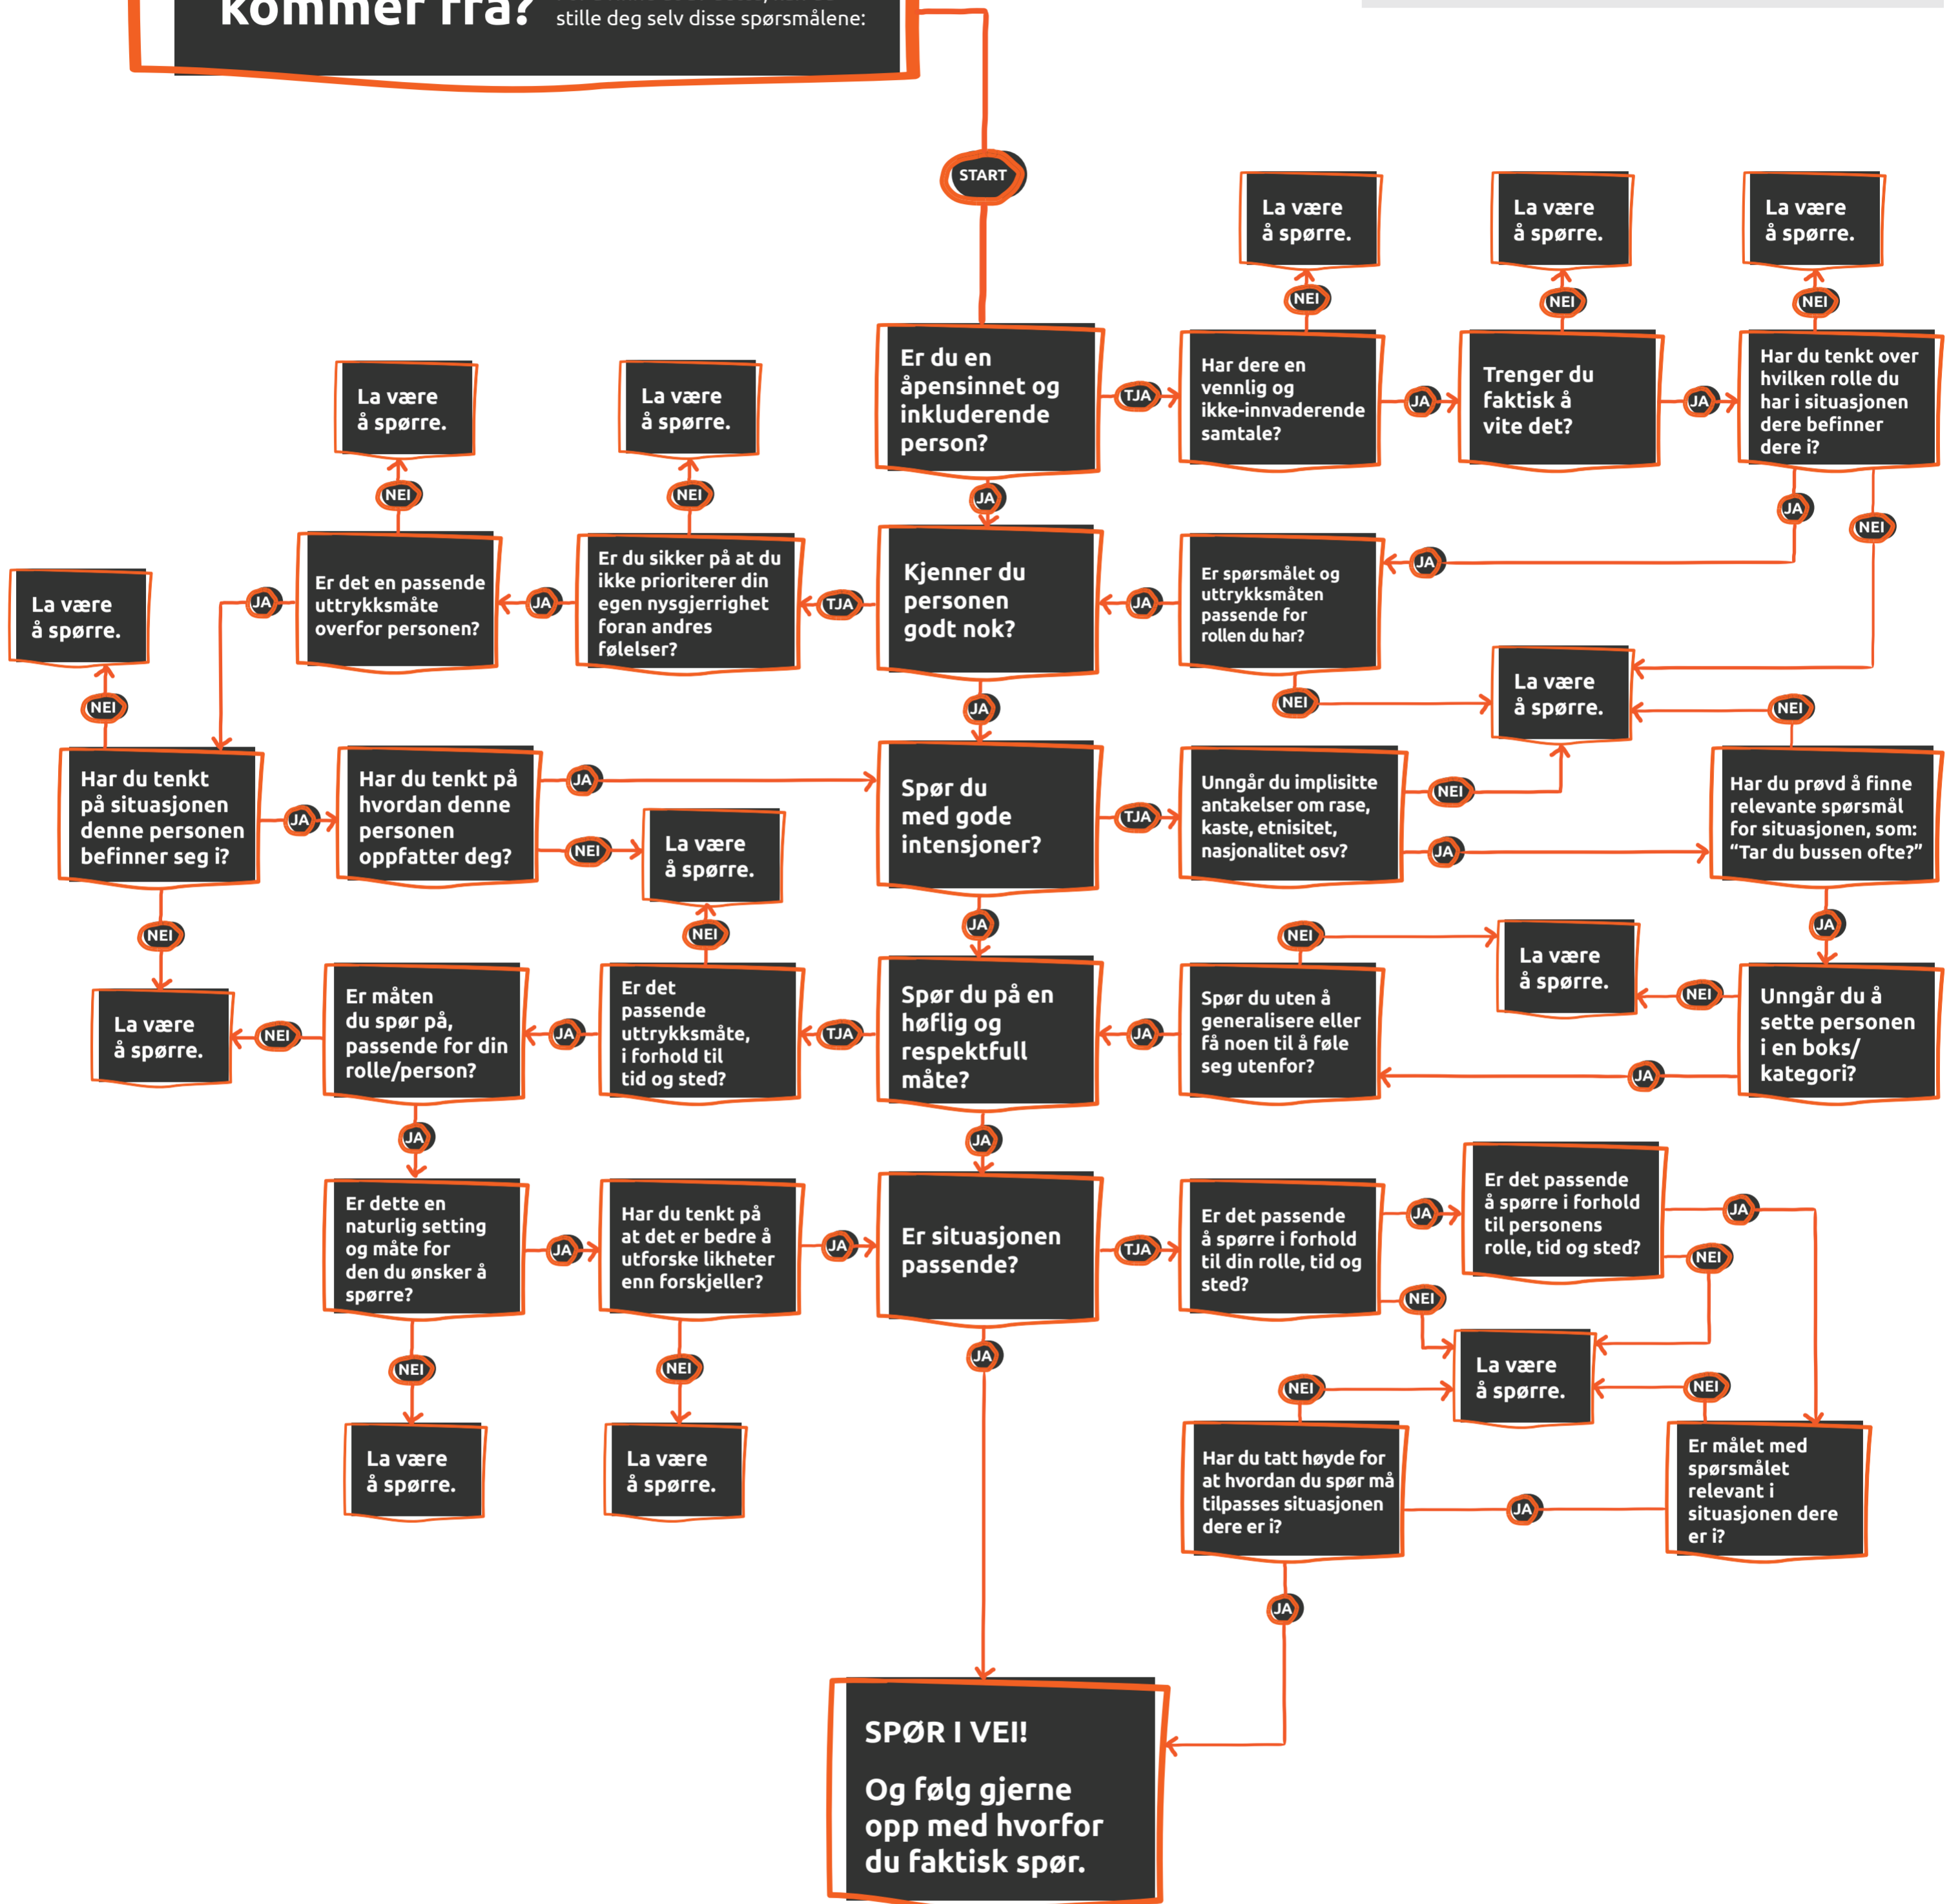 kommer fra?
stille deg selv disse spørsmålene:
START
La være
å spørre.
La være
å spørre.
La være
å spørre.
NEI
NEI
NEI
Er du en
åpensinnet og
inkluderende
person?
TJA
Har dere en
vennlig og
ikke-innvaderende
samtale?
JA
Trenger du
faktisk å
vite det?
JA
Har du tenkt over
hvilken rolle du
har i situasjonen
dere befinner
dere i?
La være
å spørre.
La være
å spørre.
NEI
NEI
JA
JA
NEI
La være
å spørre.
NEI
JA
Er det en passende
uttrykksmåte
overfor personen?
JA
Er du sikker på at du
ikke prioriterer din
egen nysgjerrighet
foran andres
følelser?
TJA
Kjenner du
personen
godt nok?
JA
Er spørsmålet og
uttrykksmåten
passende for
rollen du har?
JA
NEI
La være
å spørre.
NEI
JA
Har du tenkt
på situasjonen
denne personen
befinner seg i?
JA
Har du tenkt på
hvordan denne
personen
oppfatter deg?
JA
NEI
La være
å spørre.
Spør du
med gode
intensjoner?
TJA
Unngår du implisitte
antakelser om rase,
kaste, etnisitet,
nasjonalitet osv?
NEI
JA
Har du prøvd å finne
relevante spørsmål
for situasjonen, som:
“Tar du bussen ofte?”
NEI
NEI
JA
NEI
La være
å spørre.
JA
La være
å spørre.
NEI
Er måten
du spør på,
passende for din
rolle/person?
JA
Er det
passende
uttrykksmåte,
i forhold til
tid og sted?
TJA
Spør du på en
høflig og
respektfull
måte?
JA
Spør du uten å
generalisere eller
få noen til å føle
seg utenfor?
NEI
JA
Unngår du å
sette personen
i en boks/
kategori?
JA
JA
Er dette en
naturlig setting
og måte for
den du ønsker å
spørre?
JA
Har du tenkt på
at det er bedre å
utforske likheter
enn forskjeller?
JA
Er situasjonen
passende?
TJA
Er det passende
å spørre i forhold
til din rolle, tid og
sted?
JA
Er det passende
å spørre i forhold
til personens
rolle, tid og sted?
JA
NEI
NEI
NEI
NEI
JA
La være
å spørre.
NEI
NEI
La være
å spørre.
La være
å spørre.
Har du tatt høyde for
at hvordan du spør må
tilpasses situasjonen
dere er i?
JA
Er målet med
spørsmålet
relevant i
situasjonen dere
er i?
JA
SPØR I VEI!
Og følg gjerne
opp med hvorfor
du faktisk spør.